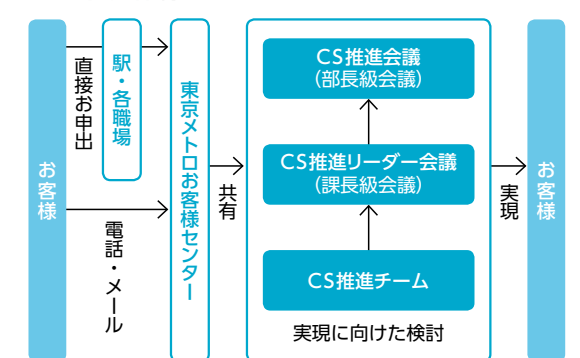 お客様
直接お申出
駅・各職場
電話・メール
東京メトロお客様センター
共有
CS推進会議
（部長級会議）
CS推進リーダー会議
（課長級会議）
CS推進チーム
実現に向けた検討
実現
お客様